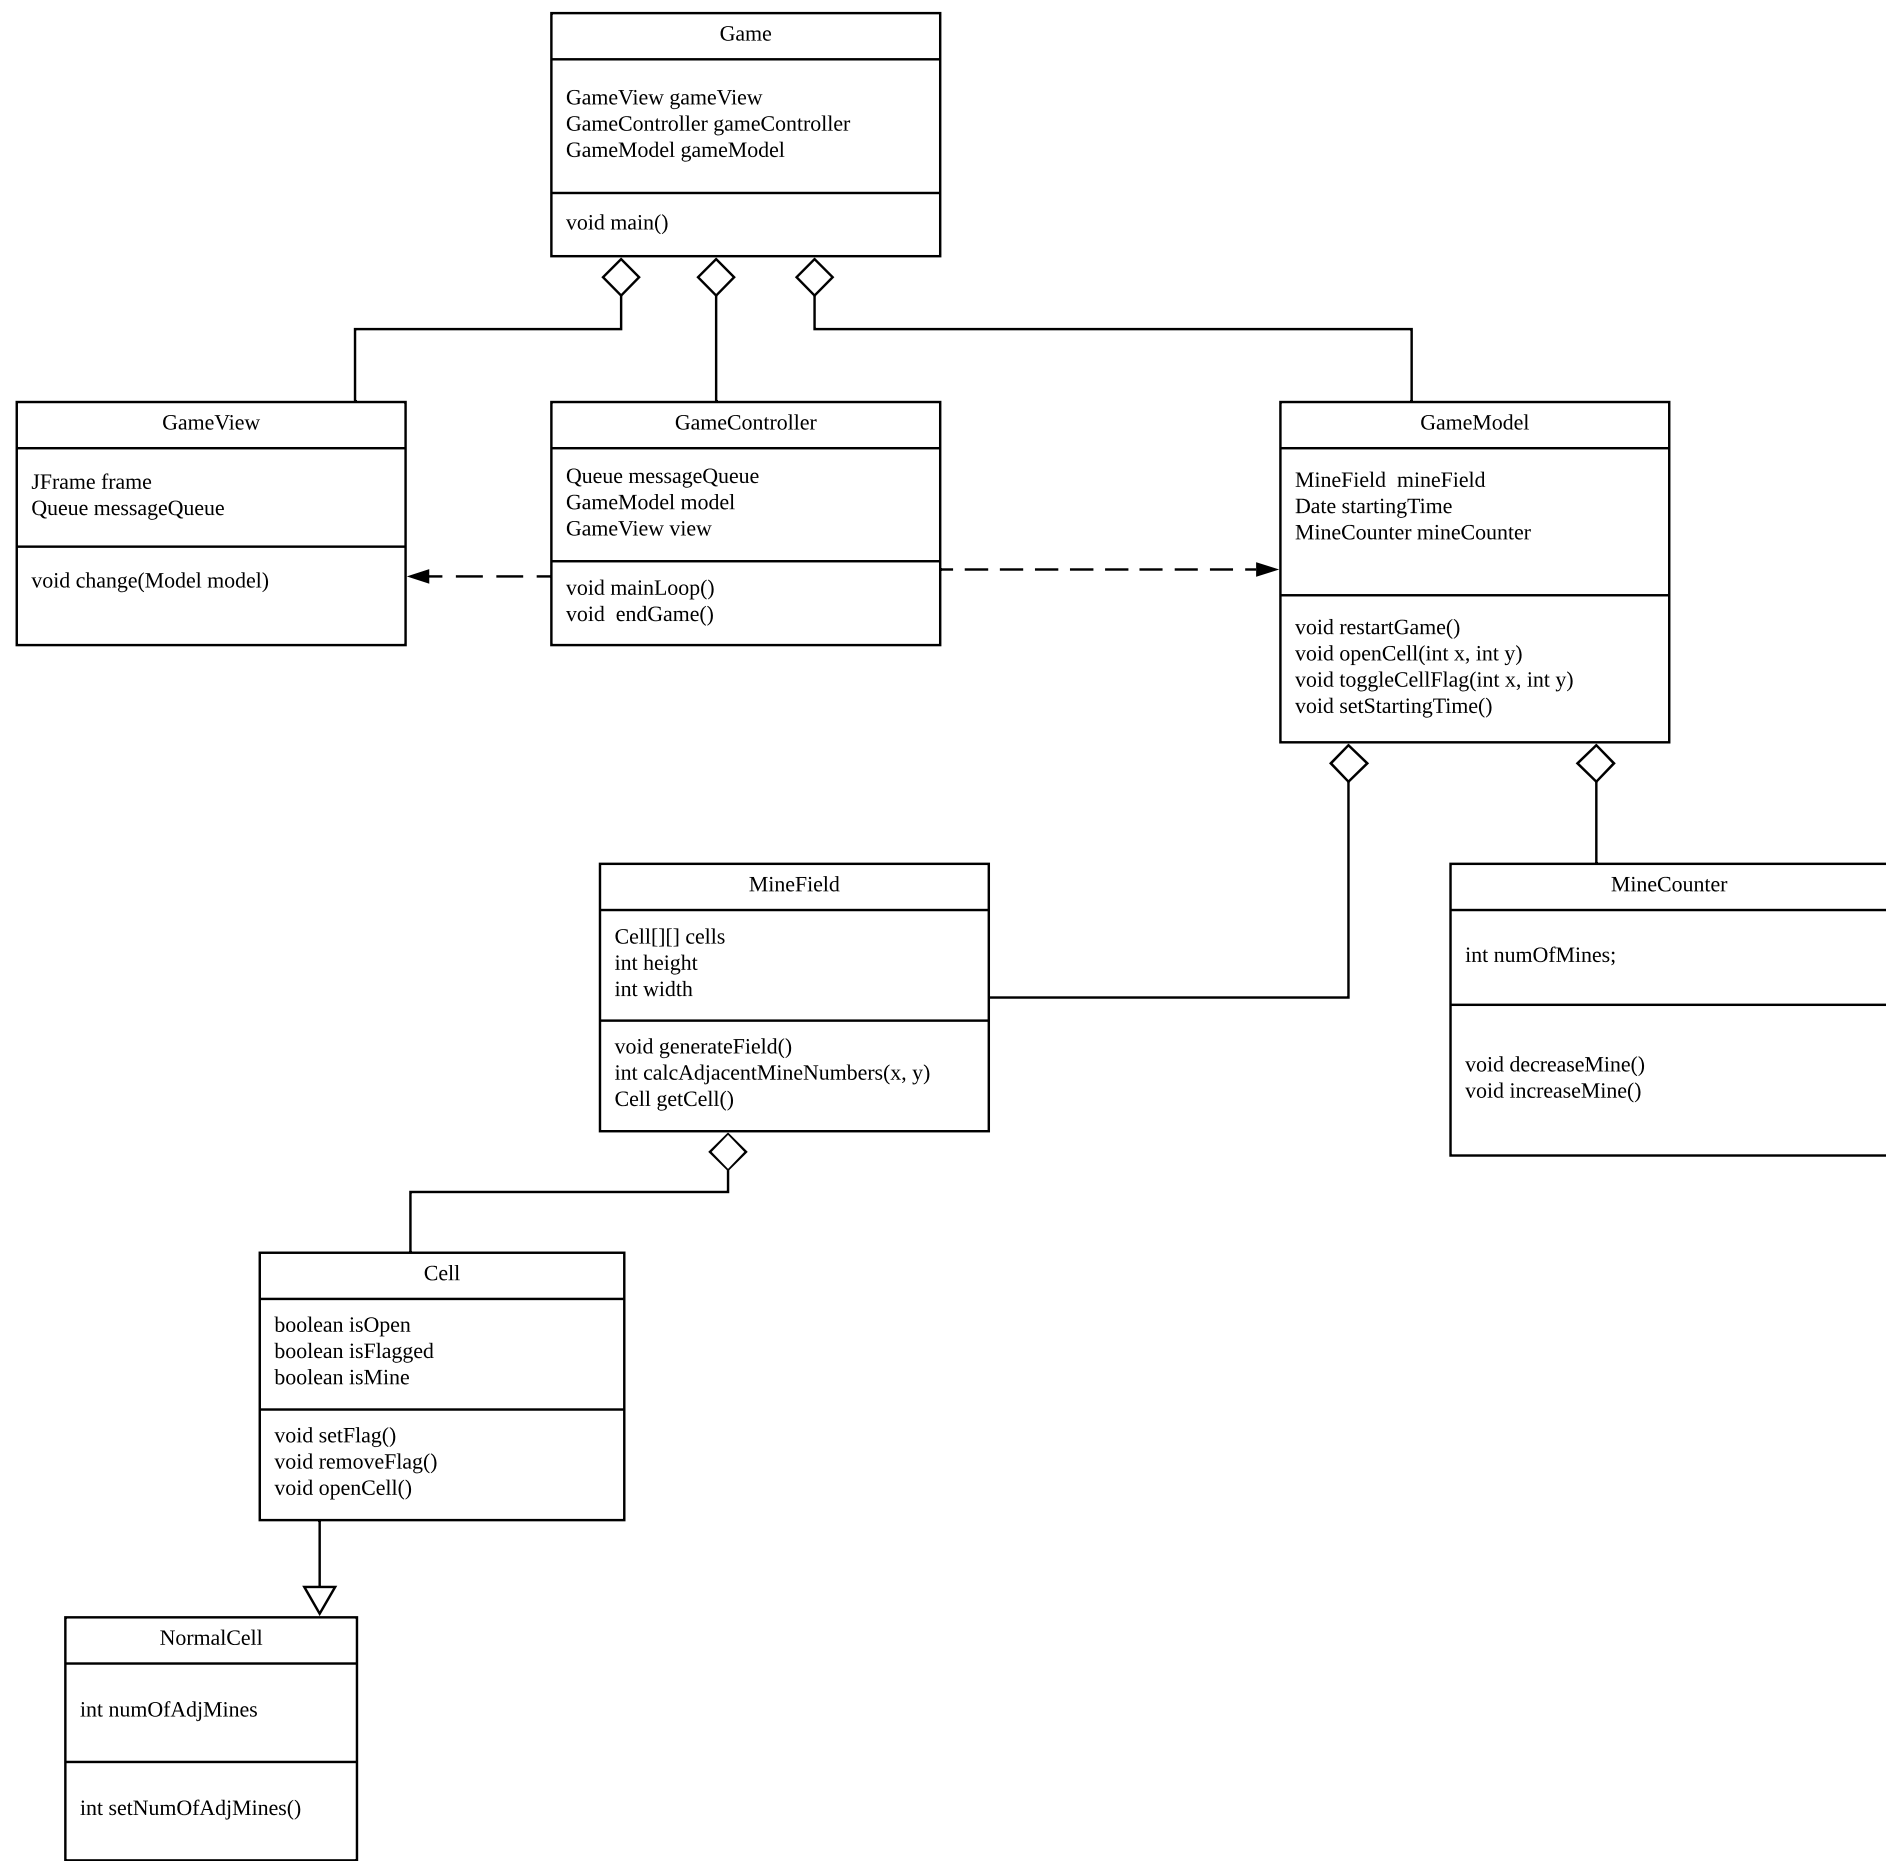 Game
GameView gameView
GameController gameController
GameModel gameModel
void main()
GameView
JFrame frame
Queue messageQueue
void change(Model model)
GameController
Queue messageQueue
GameModel model
GameView view
void mainLoop()
void  endGame()
GameModel
MineField  mineField
Date startingTime
MineCounter mineCounter
void restartGame()
void openCell(int x, int y)
void toggleCellFlag(int x, int y)
void setStartingTime()
MineField
Cell[][] cells
int height
int width
void generateField()
int calcAdjacentMineNumbers(x, y)
Cell getCell()
MineCounter
int numOfMines;
void decreaseMine()
void increaseMine()
Cell
boolean isOpen
boolean isFlagged
boolean isMine
void setFlag()
void removeFlag()
void openCell()
NormalCell
int numOfAdjMines
int setNumOfAdjMines()